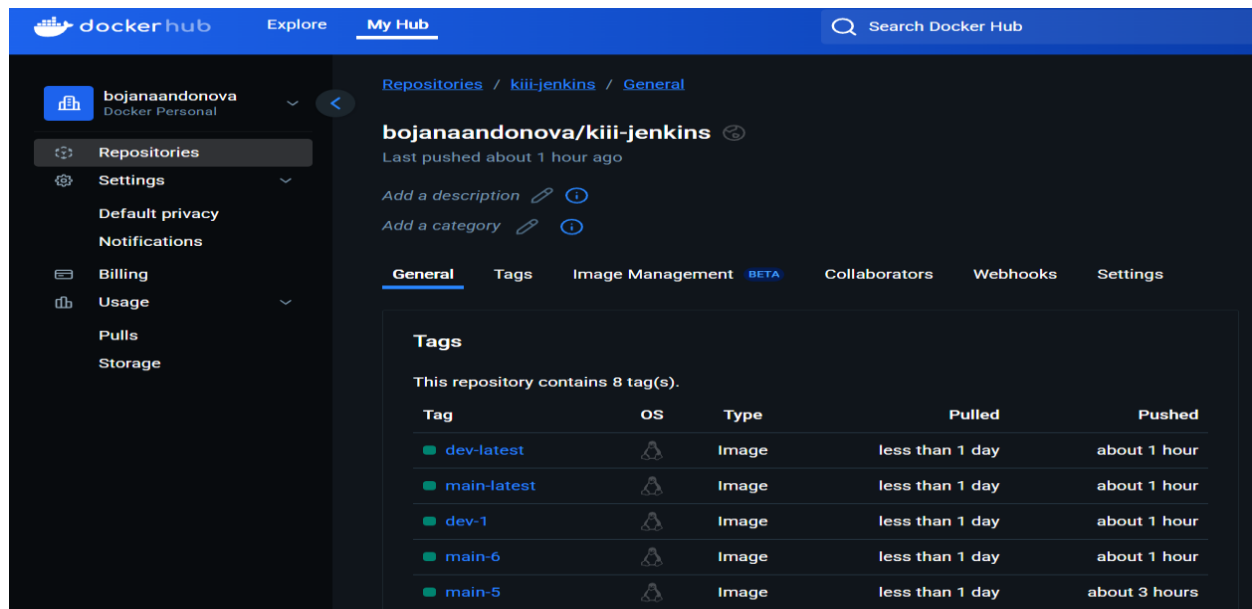 dockerhub Explore My Hub Search Docker Hub
bojanaandonova
Docker Personal
Repositories
Settings
Default privacy
Notifications
Billing
Usage
Pulls
Storage
Repositories / kiii-jenkins / General
bojanaandonova/kiii-jenkins
Last pushed about 1 hour ago
Add a description
Add a category
General Tags Image Management BETA Collaborators Webhooks Settings
Tags
This repository contains 8 tag(s).
Tag OS Type Pulled Pushed
dev-latest Image less than 1 day about 1 hour
main-latest Image less than 1 day about 1 hour
dev-1 Image less than 1 day about 1 hour
main-6 Image less than 1 day about 1 hour
main-5 Image less than 1 day about 3 hours